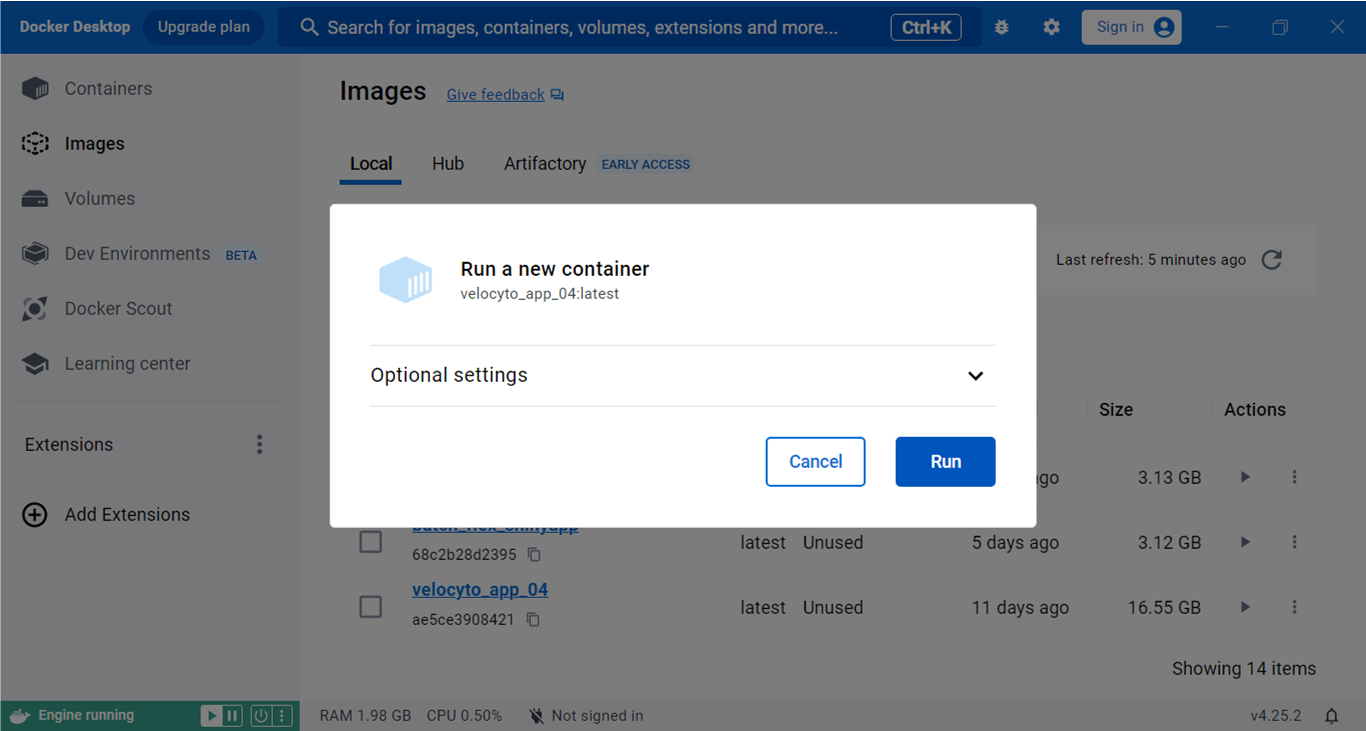 Docker Desktop Upgrade plan Search for images, containers, volumes, extensions and more... Ctrl+K Sign in
Containers
Images
Volumes
Dev Environments BETA
Docker Scout
Learning center
Extensions
Add Extensions
Images Give feedback
Local Hub Artifactory EARLY ACCESS
Last refresh: 5 minutes ago
Run a new container
velocyto_app_04:latest
Optional settings
Cancel Run
Size Actions
ago 3.13 GB
68c2b28d2395 latest Unused 5 days ago 3.12 GB
velocyto_app_04
ae5ce3908421 latest Unused 11 days ago 16.55 GB
Showing 14 items
Engine running RAM 1.98 GB CPU 0.50% Not signed in v4.25.2